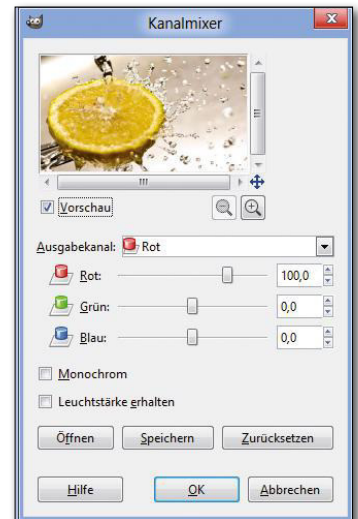 Kanalmixer
Vorschau
Ausgabekanal: Rot
Rot: 100,0
Grün: 0,0
Blau: 0,0
Monochrom
Leuchtstärke erhalten
Öffnen Speichern Zurücksetzen
Hilfe OK Abbrechen